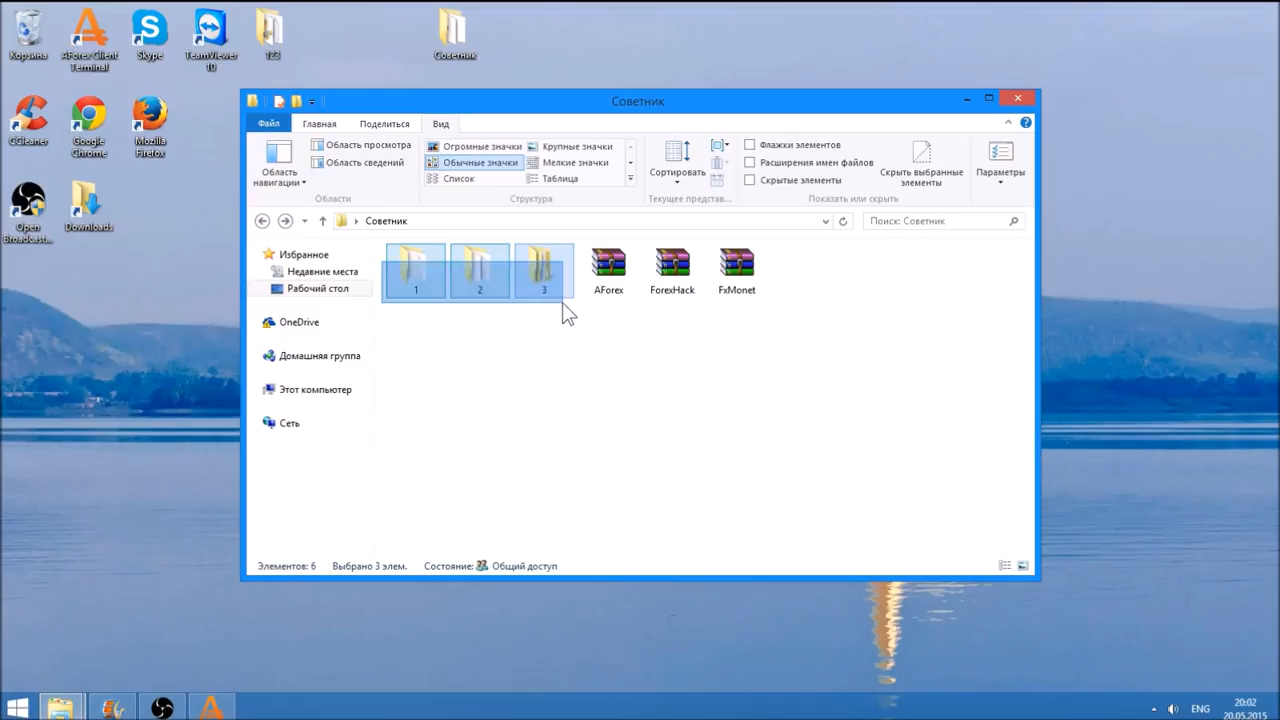 Корзина
AForex Client
Terminal
Skype
TeamViewer
10
123
Советник
CCleaner
Google
Chrome
Mozilla
Firefox
Open
Broadcast...
Downloads
Советник
Файл
Главная
Поделиться
Вид
Область
навигации
Область просмотра
Область сведений
Области
Огромные значки
Крупные значки
Обычные значки
Мелкие значки
Список
Таблица
Структура
Сортировать
Текущее представ...
Флажки элементов
Расширения имен файлов
Скрытые элементы
Скрыть выбранные
элементы
Показать или скрыть
Параметры
Советник
Поиск: Советник
Избранное
Недавние места
Рабочий стол
OneDrive
Домашняя группа
Этот компьютер
Сеть
1
2
3
AForex
ForexHack
FxMonet
Элементов: 6
Выбрано 3 элем.
Состояние:
Общий доступ
ENG
20:02
20.05.2015